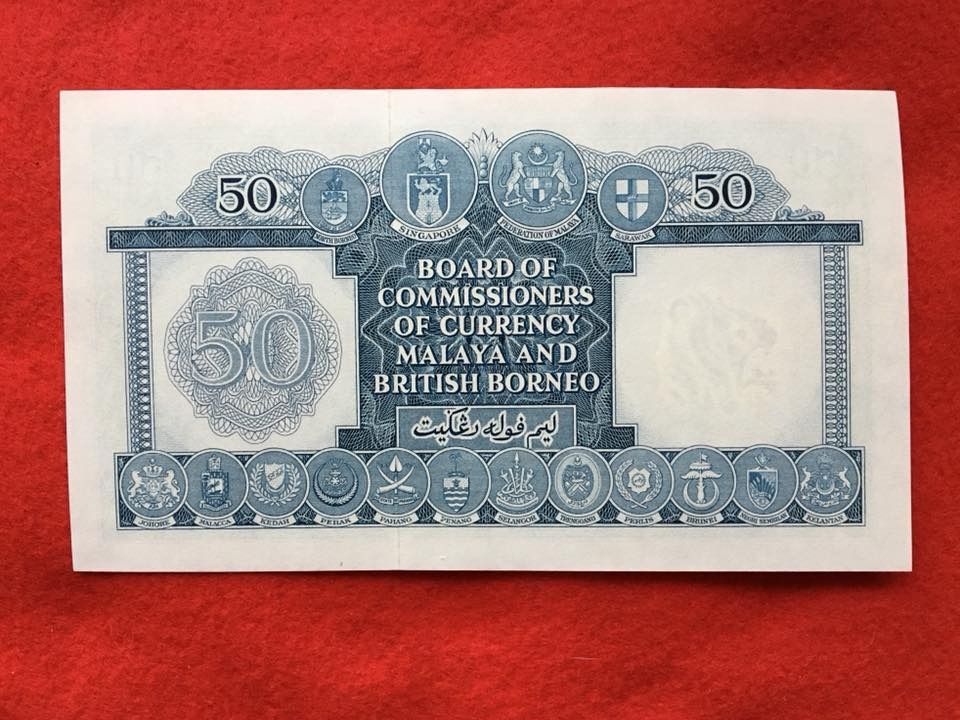 50
50
NORTH BORNEO
SINGAPORE
FEDERATION OF MALAYA
SARAWAK
50
BOARD OF
COMMISSIONERS
OF CURRENCY
MALAYA AND
BRITISH BORNEO
ليم ڤوله رڠݢيت
JOHORE
MALACCA
KEDAH
PERAK
PAHANG
PENANG
SELANGOR
TRENGGANU
PERLIS
BRUNEI
NEGRI SEMBILAN
KELANTAN